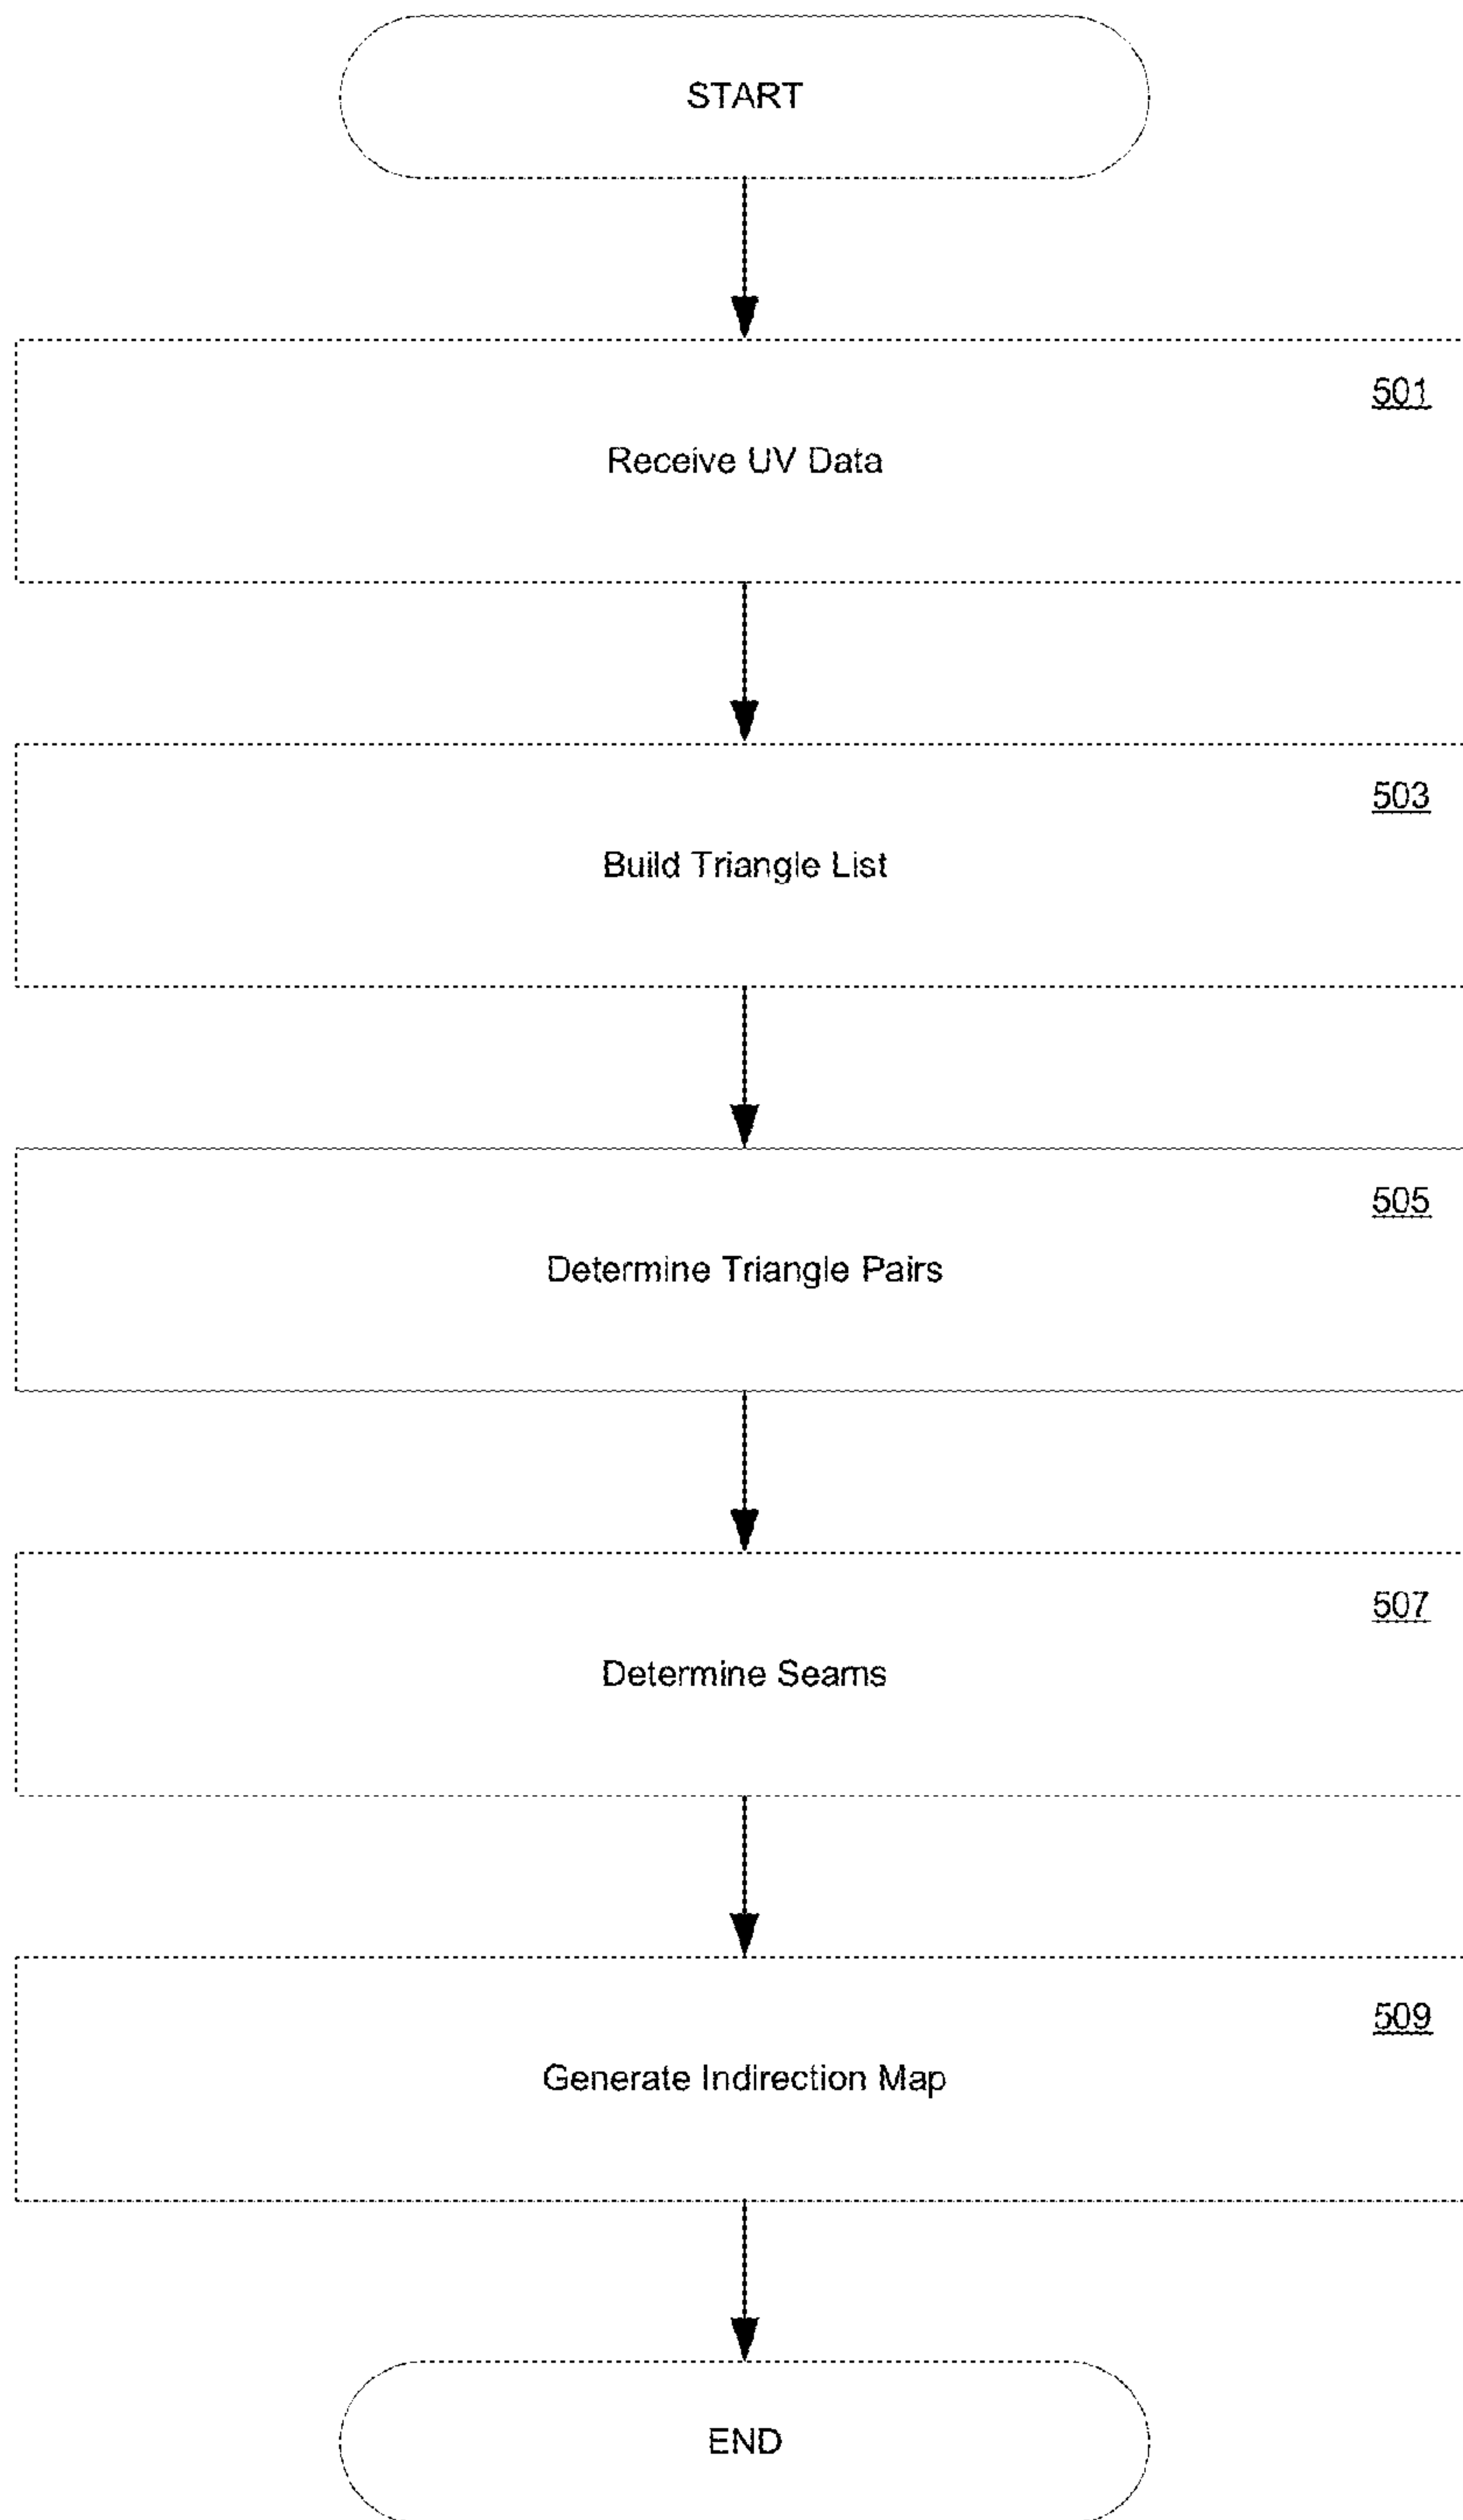 START
501
Receive UV Data
503
Build Triangle List
505
Determine Triangle Pairs
507
Determine Seams
509
Generate Indirection Map
END